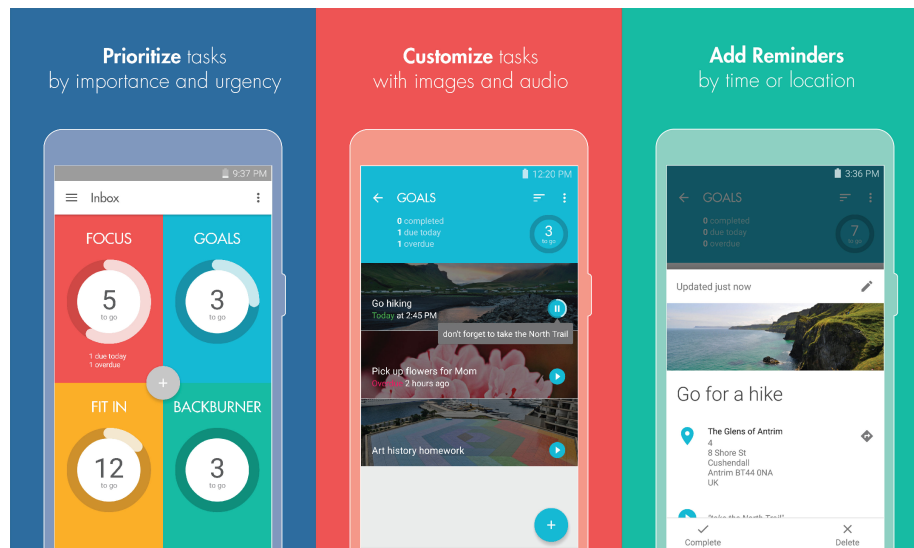 Prioritize tasks
by importance and urgency
9:37 PM
Inbox
FOCUS
5
to go
1 due today
1 overdue
GOALS
3
to go
+
FIT IN
12
to go
BACKBURNER
3
to go
Customize tasks
with images and audio
12:20 PM
GOALS
0 completed
1 due today
1 overdue
3
to go
Go hiking
Today at 2:45 PM
don't forget to take the North Trail
Pick up flowers for Mom
2 hours ago
Art history homework
+
Add Reminders
by time or location
3:36 PM
GOALS
0 completed
0 due today
0 overdue
7
to go
Updated just now
Go for a hike
The Glens of Antrim
4
8 Shore St
Cushendall
Antrim BT44 0NA
UK
"take the North Trail"
Complete
Delete